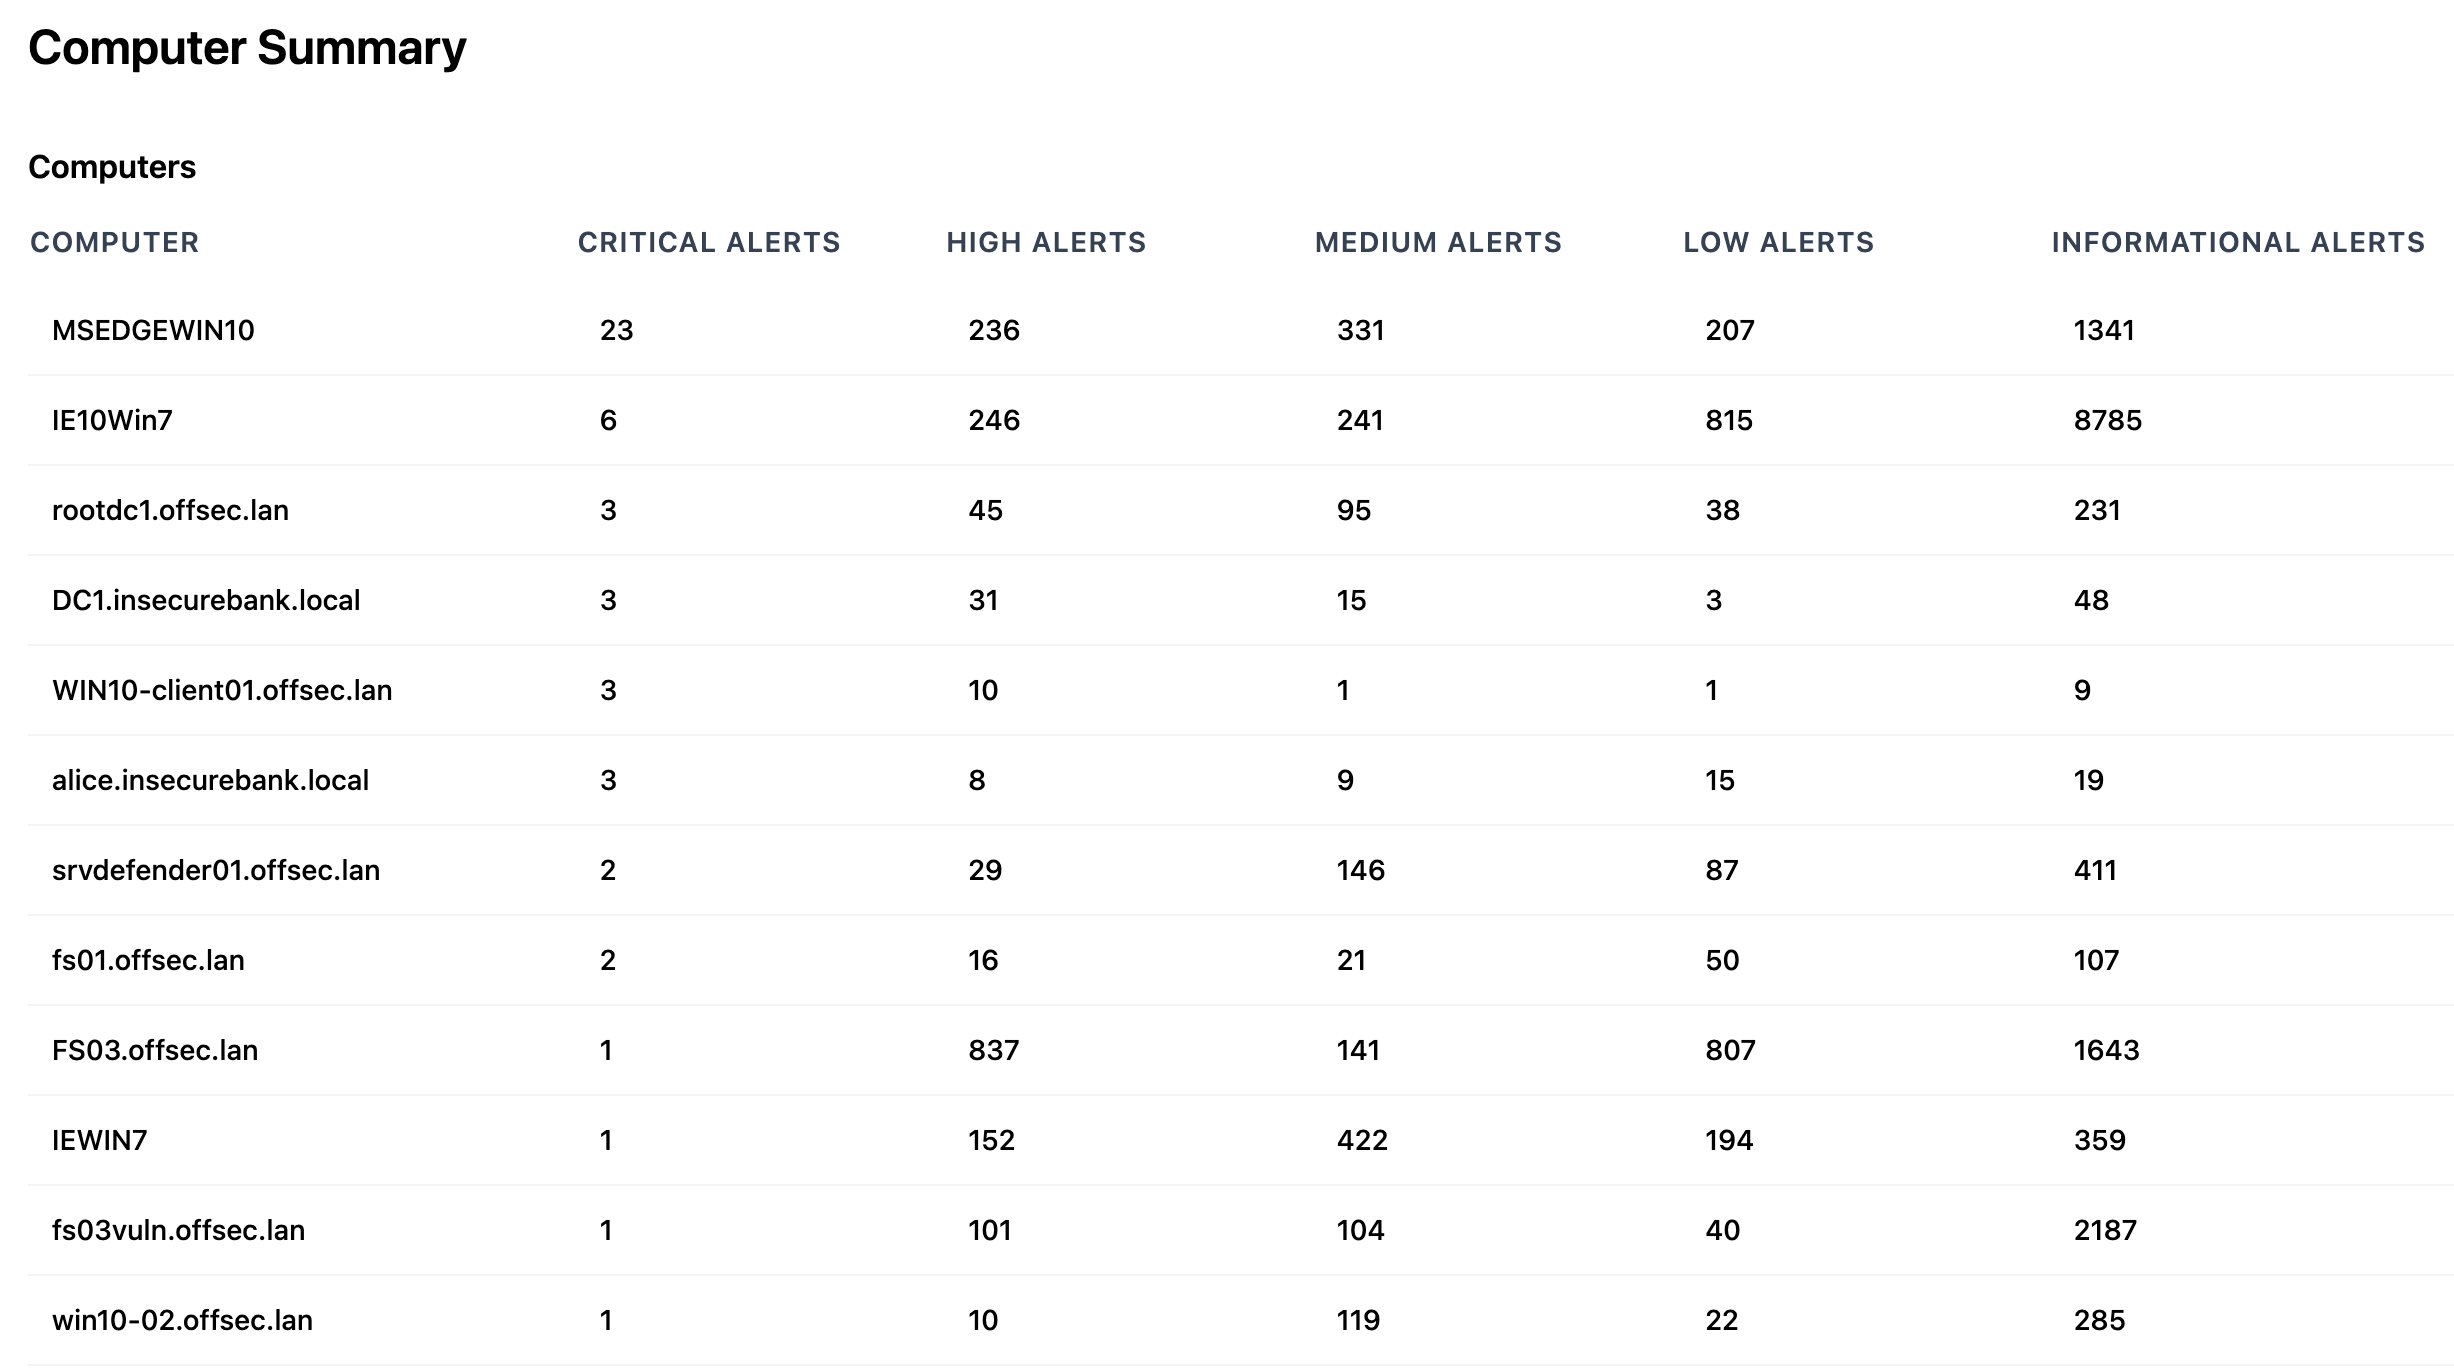 Computer Summary
Computers
COMPUTER CRITICAL ALERTS HIGH ALERTS MEDIUM ALERTS LOW ALERTS INFORMATIONAL ALERTS
MSEDGEWIN10 23 236 331 207 1341
IE10Win7 6 246 241 815 8785
rootdc1.offsec.lan 3 45 95 38 231
DC1.insecurebank.local 3 31 15 3 48
WIN10-client01.offsec.lan 3 10 1 1 9
alice.insecurebank.local 3 8 9 15 19
srvdefender01.offsec.lan 2 29 146 87 411
fs01.offsec.lan 2 16 21 50 107
FS03.offsec.lan 1 837 141 807 1643
IEWIN7 1 152 422 194 359
fs03vuln.offsec.lan 1 101 104 40 2187
win10-02.offsec.lan 1 10 119 22 285